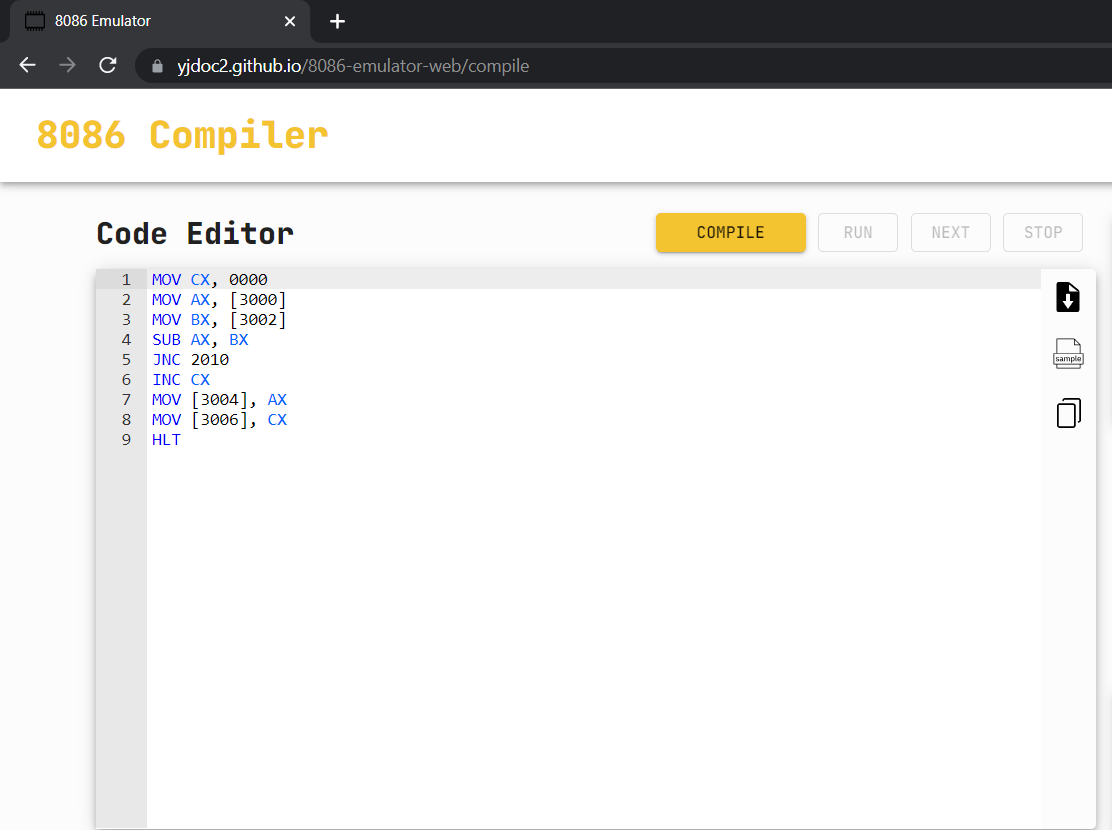 8086 Emulator
yjdoc2.github.io/8086-emulator-web/compile
8086 Compiler
Code Editor
COMPILE
RUN
NEXT
STOP
1 MOV CX, 0000
2 MOV AX, [3000]
3 MOV BX, [3002]
4 SUB AX, BX
5 JNC 2010
6 INC CX
7 MOV [3004], AX
8 MOV [3006], CX
9 HLT
sample